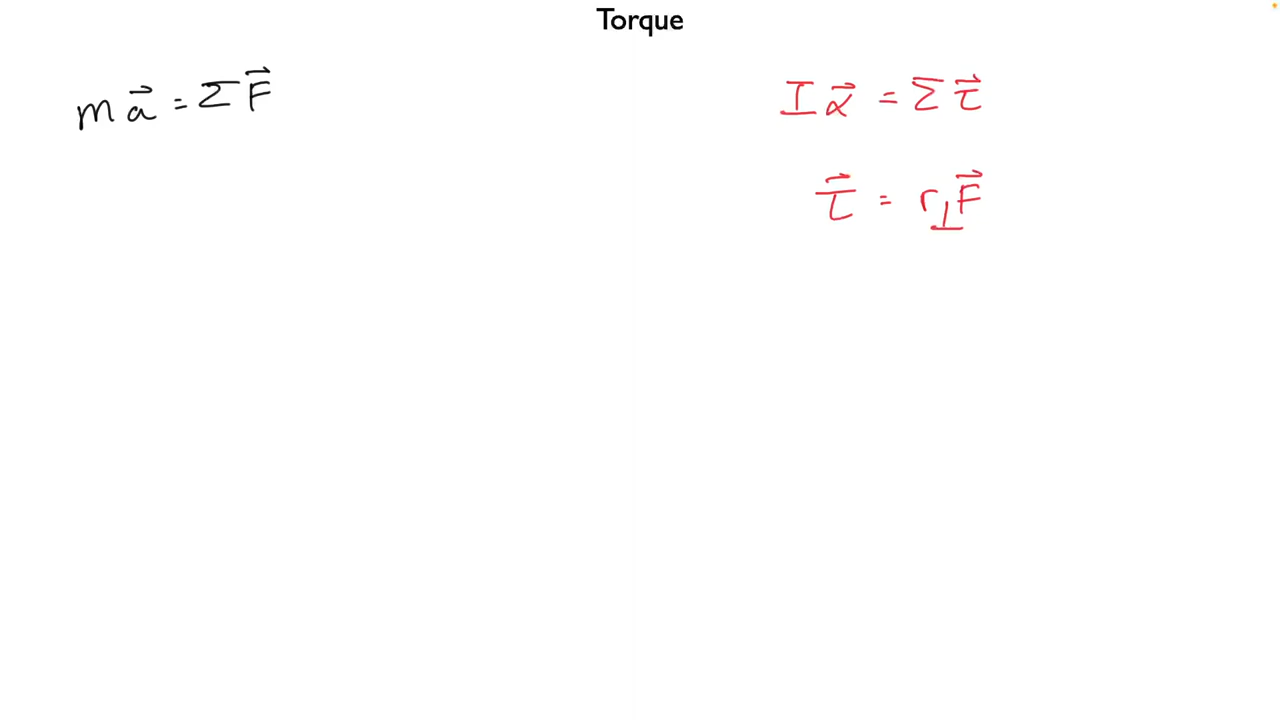 Torque
m a⃗ = Σ F⃗
I α⃗ = Σ τ⃗
τ⃗ = r⊥ F⃗